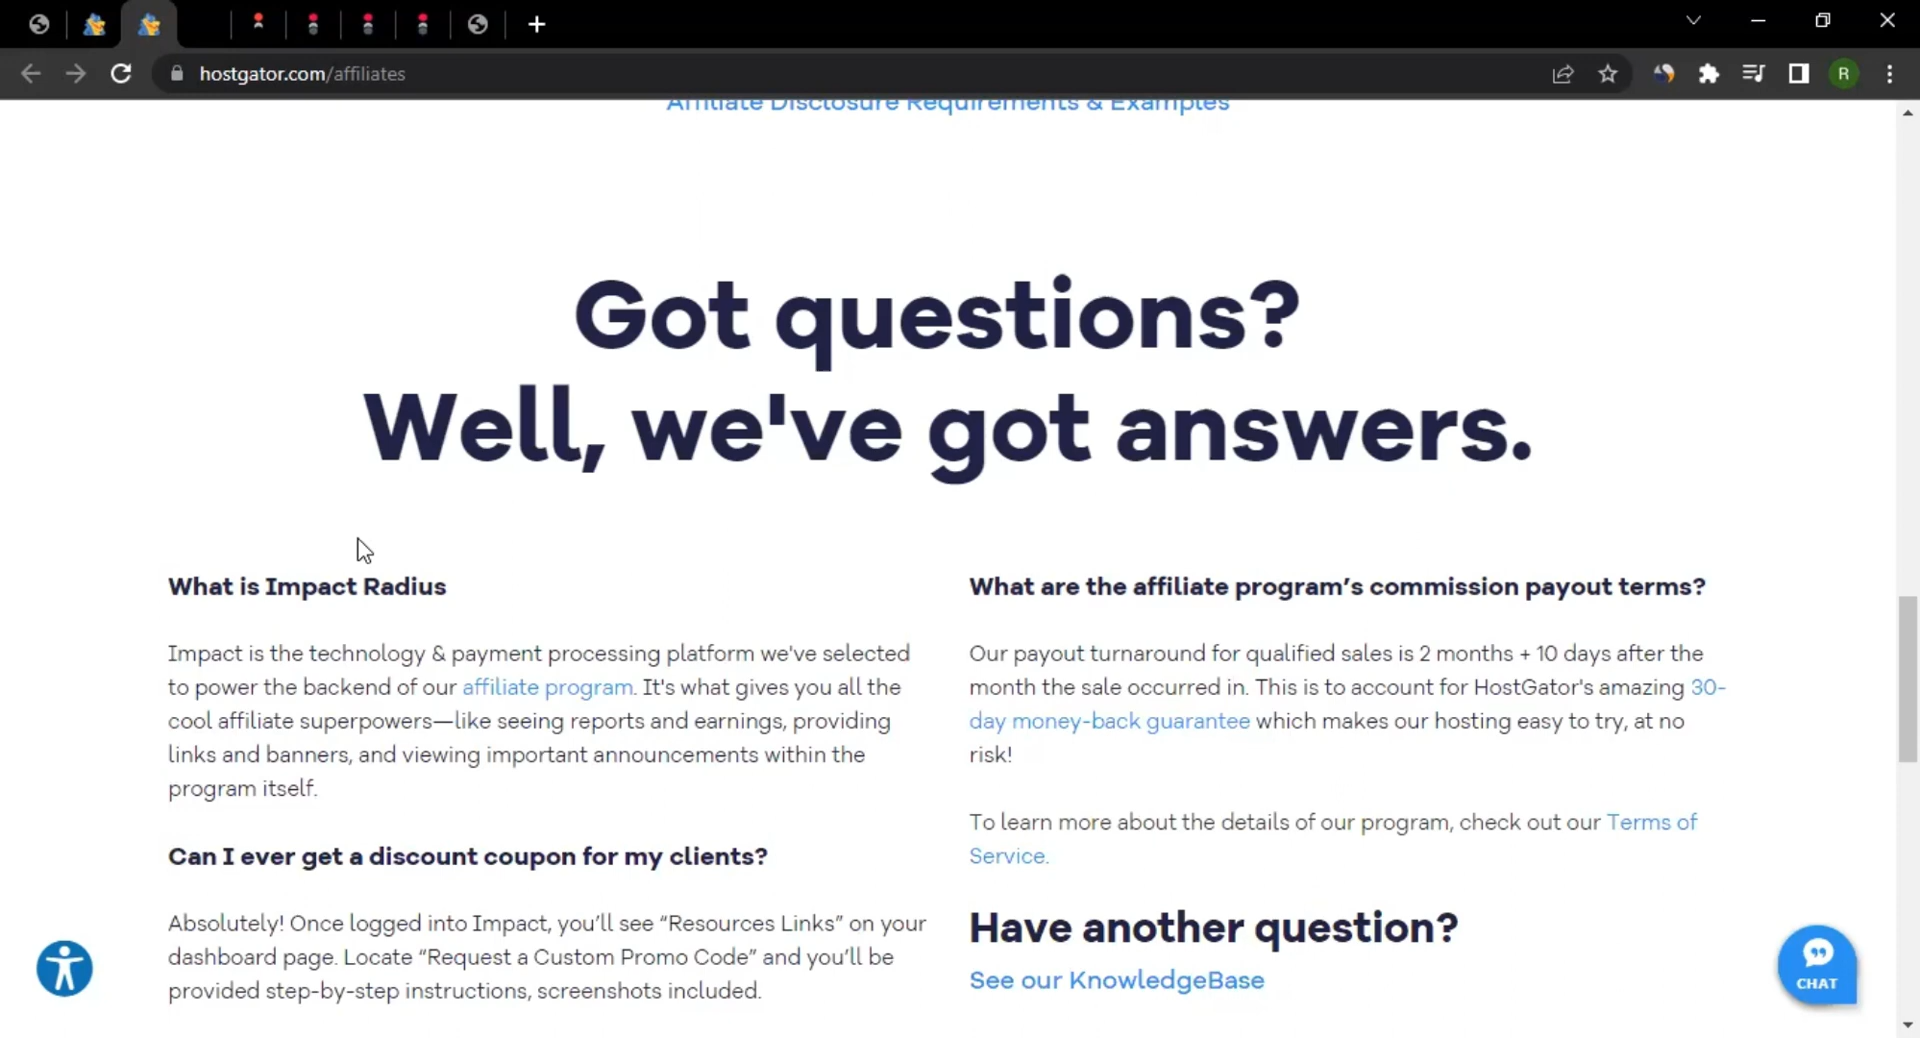 hostgator.com/affiliates
R
Affiliate Disclosure Requirements & Examples
Got questions?
Well, we've got answers.
What is Impact Radius
Impact is the technology & payment processing platform we've selected
to power the backend of our affiliate program. It's what gives you all the
cool affiliate superpowers—like seeing reports and earnings, providing
links and banners, and viewing important announcements within the
program itself.
Can I ever get a discount coupon for my clients?
Absolutely! Once logged into Impact, you’ll see “Resources Links” on your
dashboard page. Locate “Request a Custom Promo Code” and you’ll be
provided step-by-step instructions, screenshots included.
What are the affiliate program’s commission payout terms?
Our payout turnaround for qualified sales is 2 months + 10 days after the
month the sale occurred in. This is to account for HostGator's amazing 30-
day money-back guarantee which makes our hosting easy to try, at no
risk!
To learn more about the details of our program, check out our Terms of
Service.
Have another question?
See our KnowledgeBase
CHAT